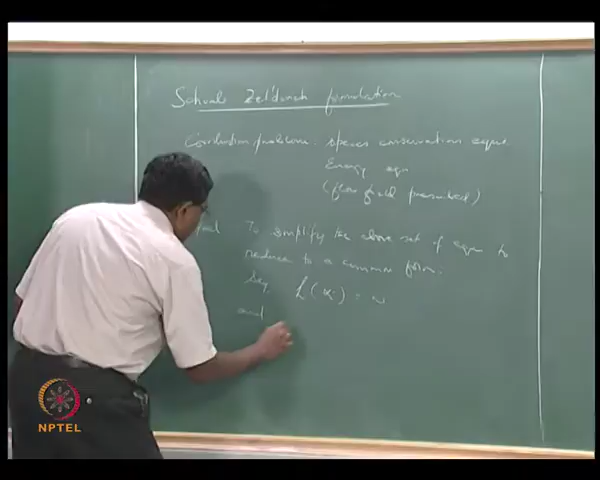 Schvab Zel'dovich formulation
Combustion problems: species conservation eqns
Energy eqn
(flow field presumed)
To simplify the above set of eqns to
reduce to a common form.
Say L(αi) = ω
and
NPTEL